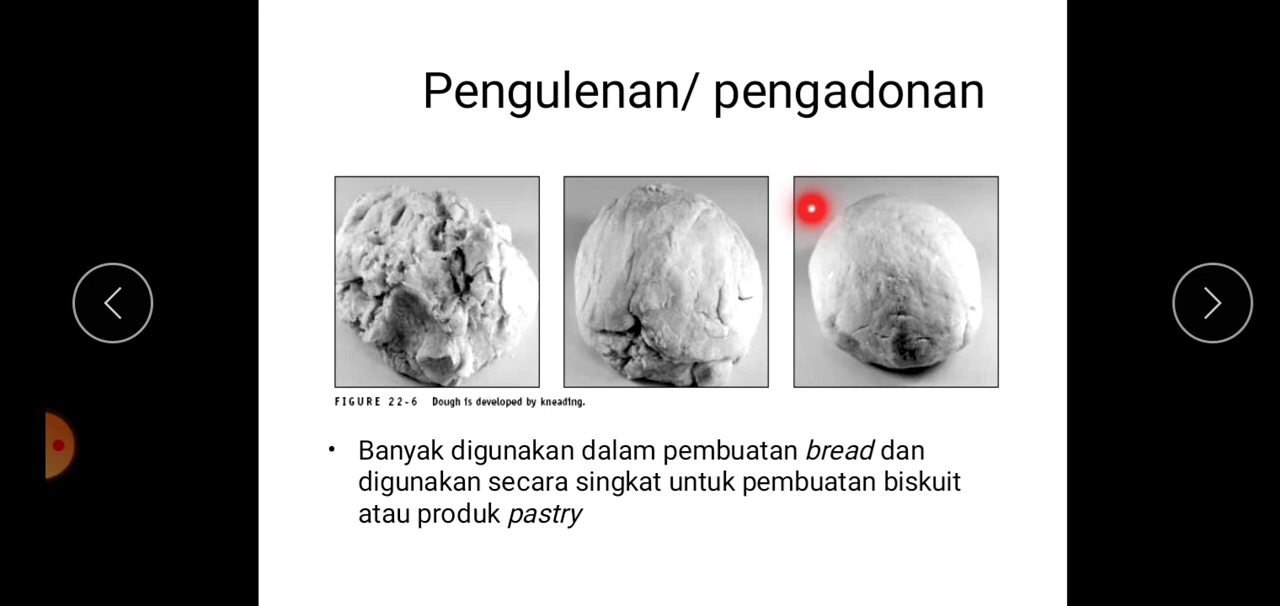 Pengulenan/ pengadonan
FIGURE 22-6 Dough is developed by kneading.
• Banyak digunakan dalam pembuatan bread dan
digunakan secara singkat untuk pembuatan biskuit
atau produk pastry